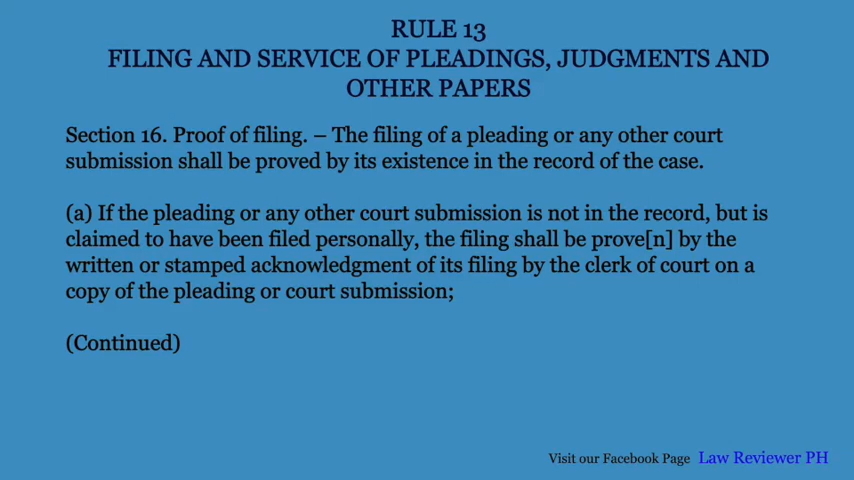 RULE 13
FILING AND SERVICE OF PLEADINGS, JUDGMENTS AND
OTHER PAPERS
Section 16. Proof of filing. – The filing of a pleading or any other court
submission shall be proved by its existence in the record of the case.
(a) If the pleading or any other court submission is not in the record, but is
claimed to have been filed personally, the filing shall be prove[n] by the
written or stamped acknowledgment of its filing by the clerk of court on a
copy of the pleading or court submission;
(Continued)
Visit our Facebook Page Law Reviewer PH